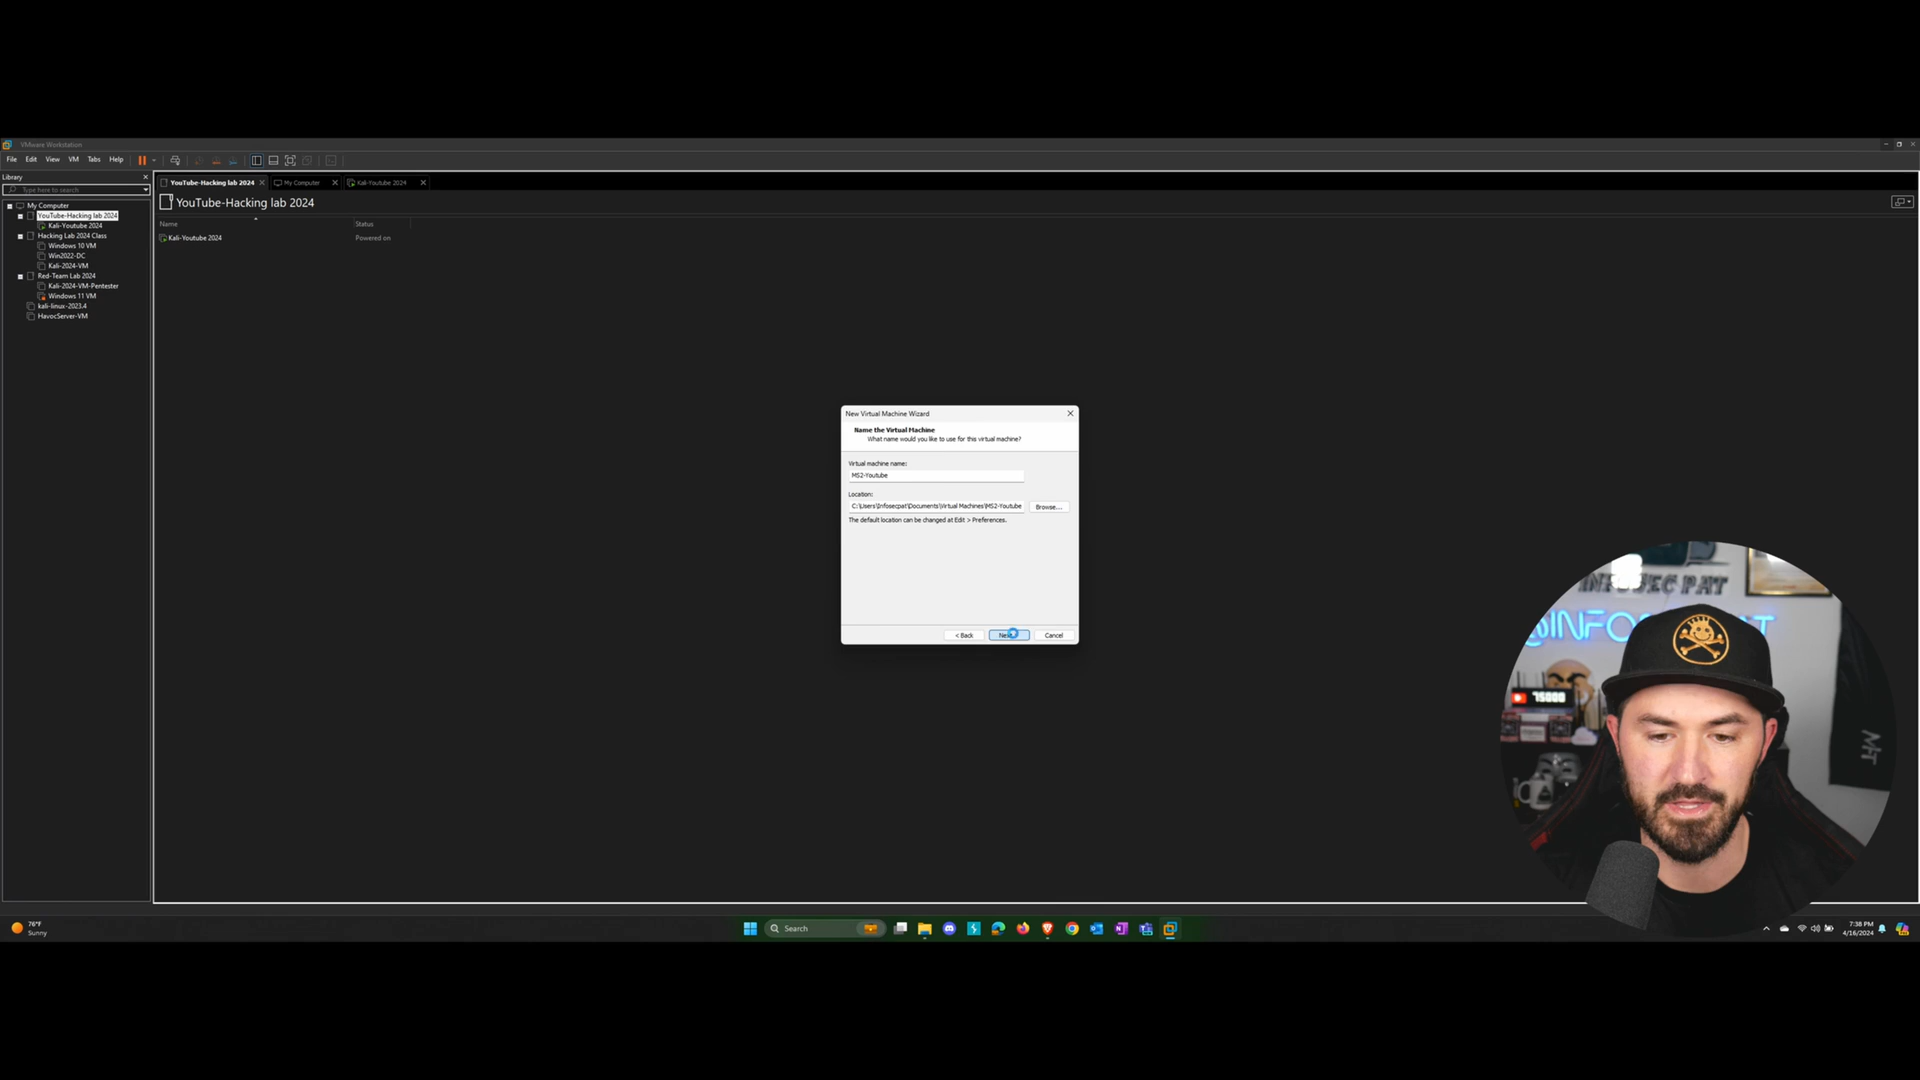 VMware Workstation
File Edit View VM Tabs Help
Library
Type here to search
My Computer
YouTube-Hacking lab 2024
Kali-Youtube 2024
Hacking Lab 2024 Class
Windows 10 VM
Win2022-DC
Kali-2024-VM
Red-Team Lab 2024
Kali-2024-VM-Pentester
Windows 11 VM
kali-linux-2023.4
HavocServer-VM
YouTube-Hacking lab 2024 My Computer Kali-Youtube 2024
YouTube-Hacking lab 2024
Name Status
Kali-Youtube 2024 Powered on
New Virtual Machine Wizard
Name the Virtual Machine
What name would you like to use for this virtual machine?
Virtual machine name:
MS2-Youtube
Location:
C:\Users\Infosecpat\Documents\Virtual Machines\MS2-Youtube
Browse...
The default location can be changed at Edit > Preferences.
< Back
Cancel
INFOSEC PAT
75000
76°F
Sunny
Search
7:38 PM
4/16/2024